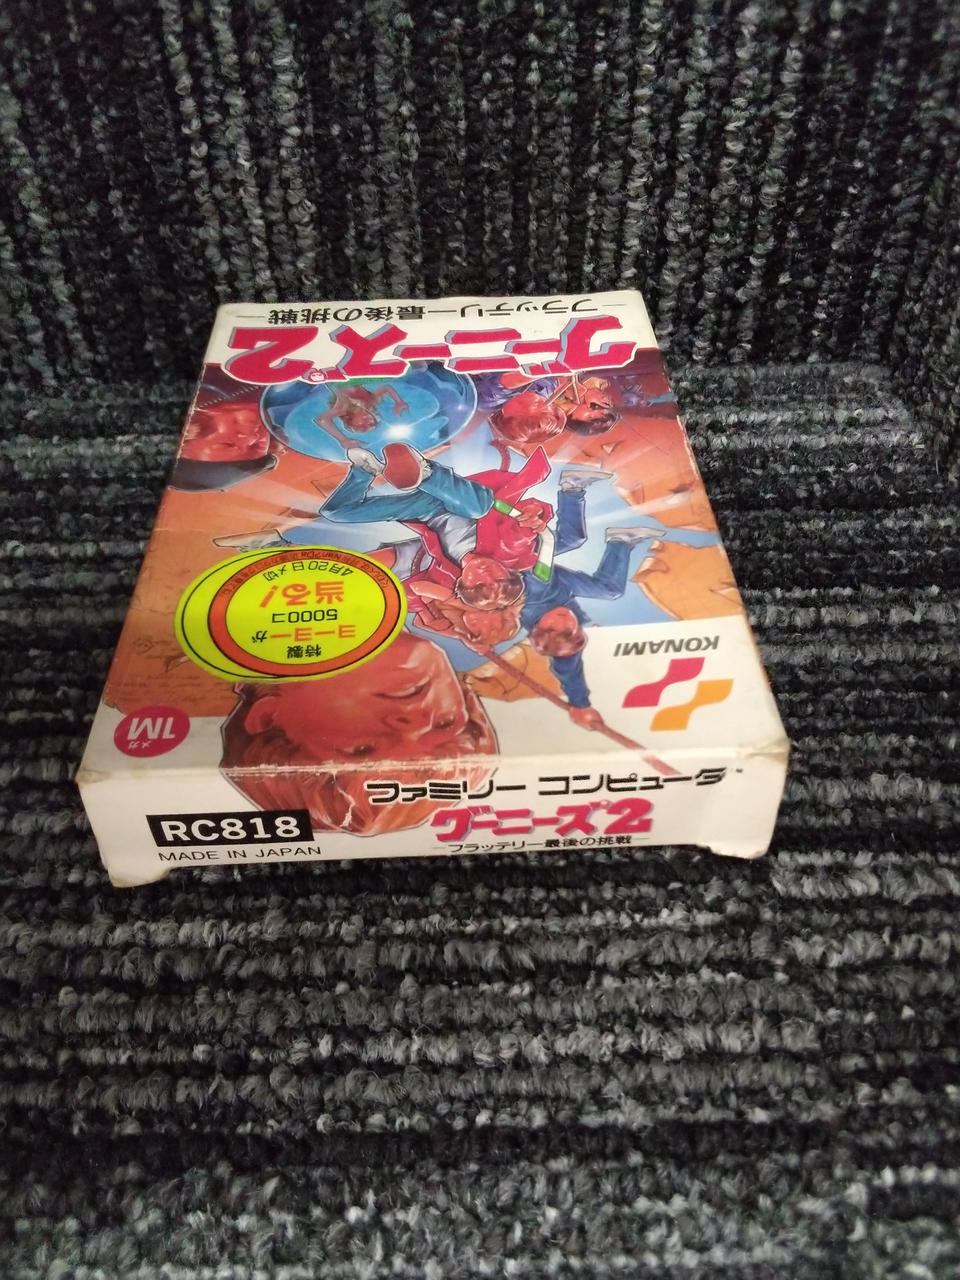 グーニーズ2
―フラッテリー最後の挑戦―
特製
ヨーヨーが
5000コ
当る!
4月20日〆切
KONAMI
メガ
1M
ファミリー コンピュータ™
グーニーズ2
―フラッテリー最後の挑戦―
RC818
MADE IN JAPAN